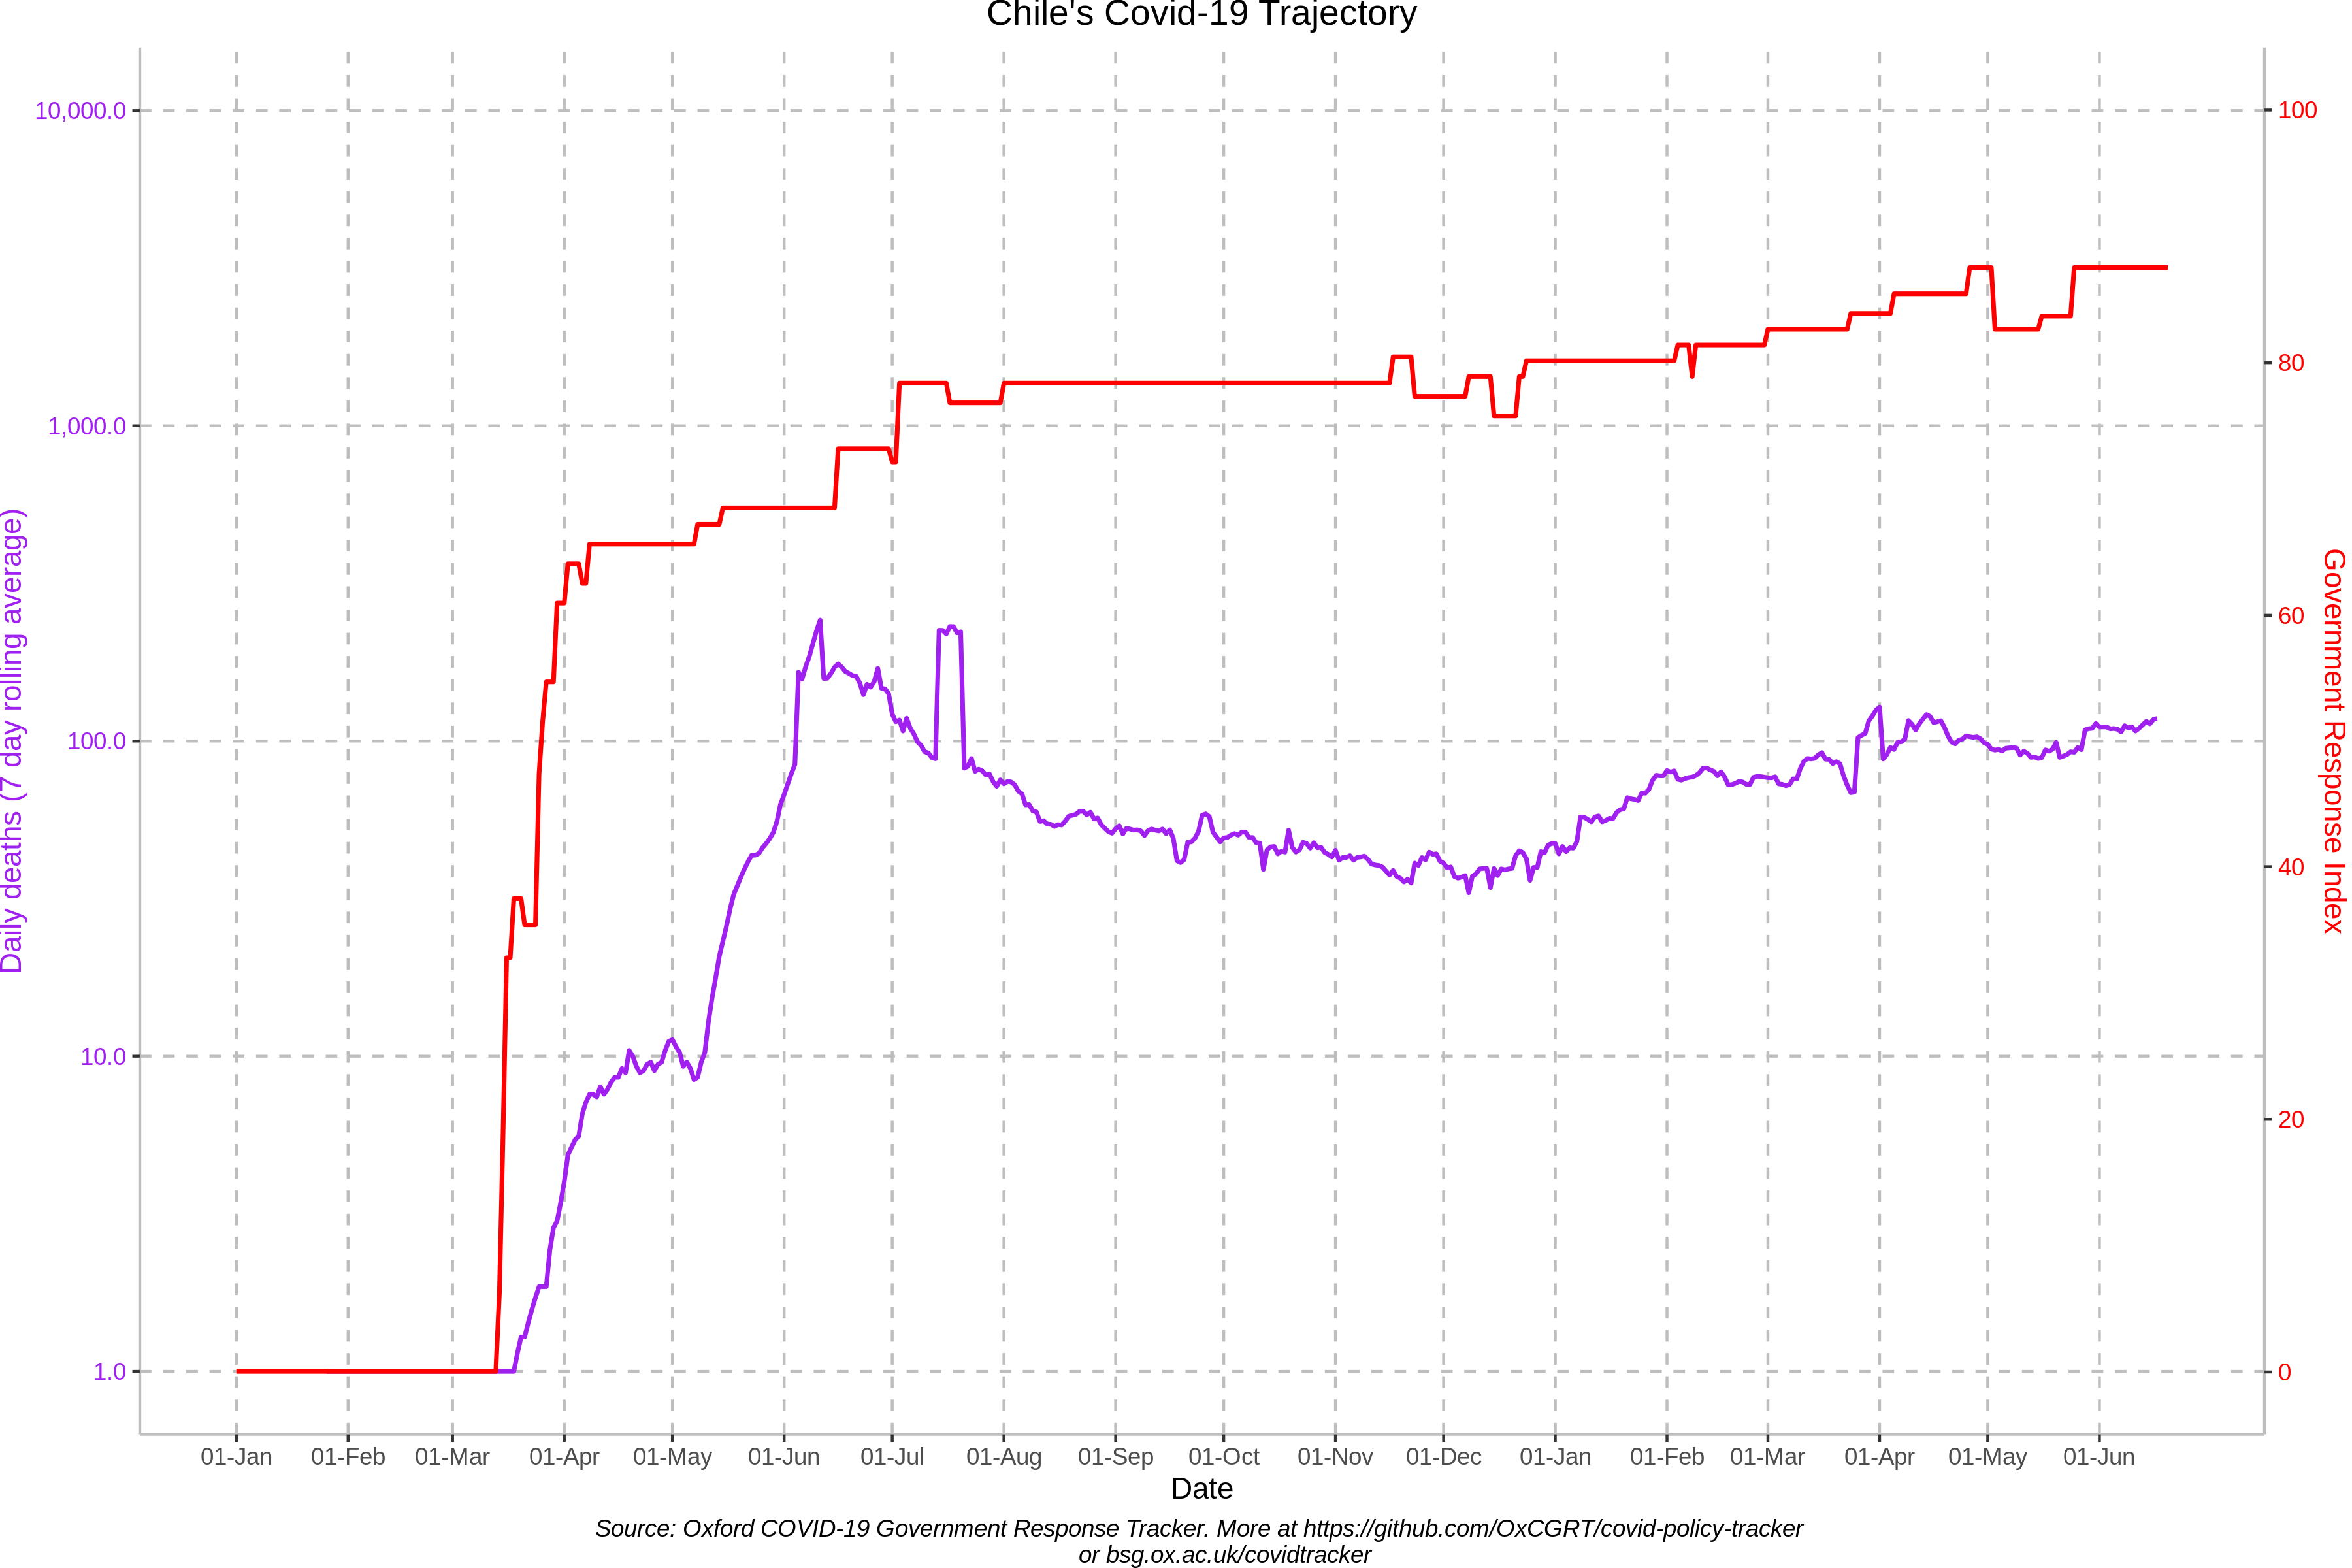 Chile's Covid-19 Trajectory
10,000.0
1,000.0
100.0
10.0
1.0
Daily deaths (7 day rolling average)
100
80
60
40
20
0
Government Response Index
01-Jan
01-Feb
01-Mar
01-Apr
01-May
01-Jun
01-Jul
01-Aug
01-Sep
01-Oct
01-Nov
01-Dec
01-Jan
01-Feb
01-Mar
01-Apr
01-May
01-Jun
Date
Source: Oxford COVID-19 Government Response Tracker. More at https://github.com/OxCGRT/covid-policy-tracker
or bsg.ox.ac.uk/covidtracker